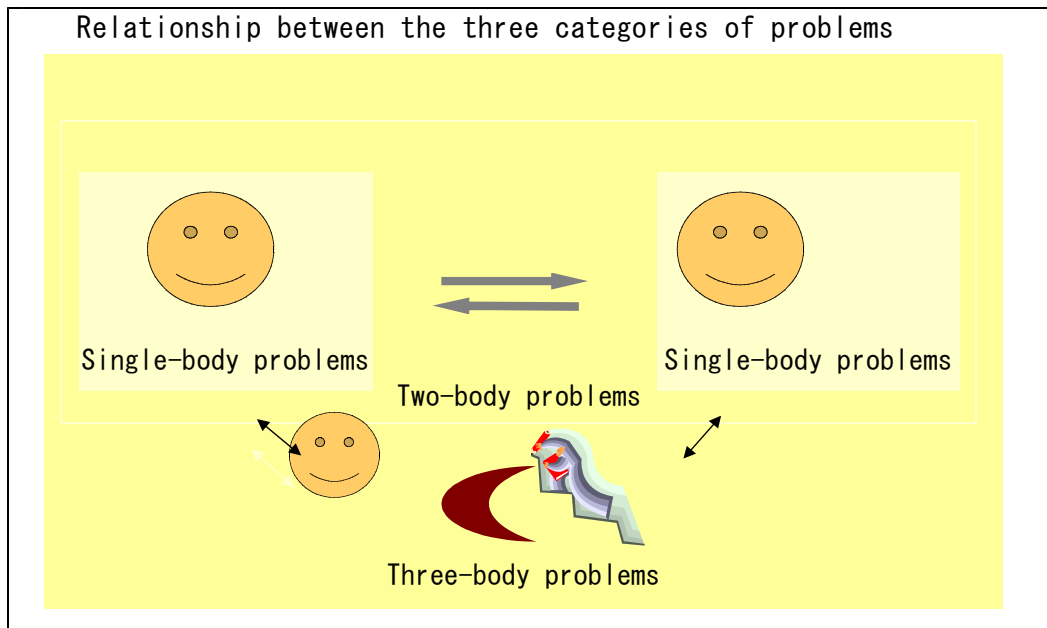 Relationship between the three categories of problems
Single-body problems
Single-body problems
Two-body problems
Three-body problems